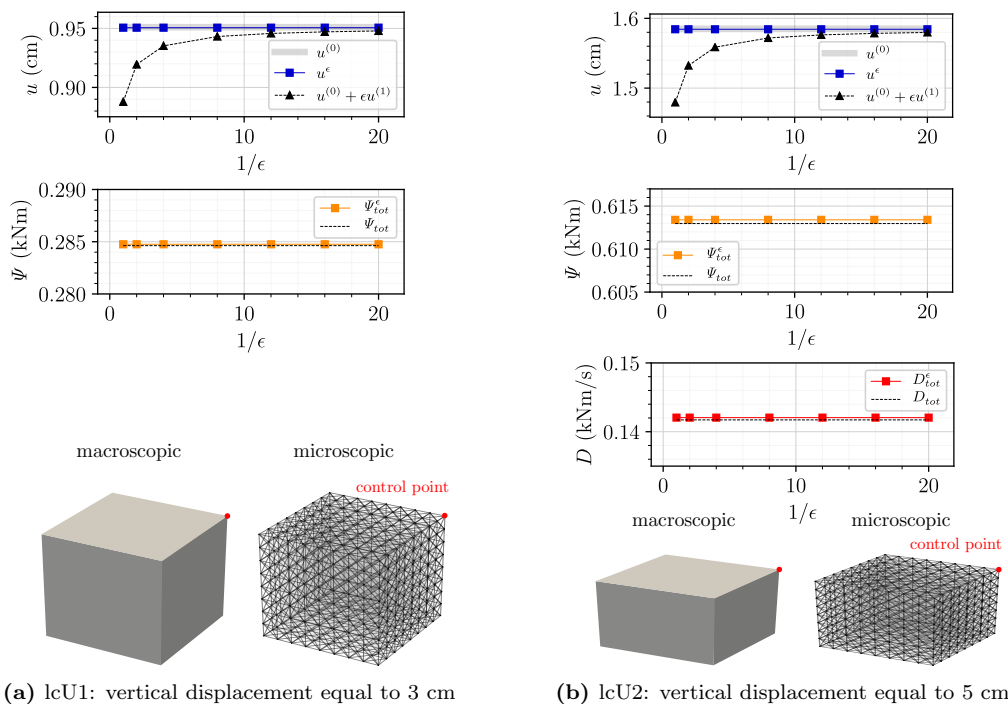 0.95
0.90
u (cm)
u^{(0)}
u^ϵ
u^{(0)} + ϵu^{(1)}
0 10 20
1/ϵ
0.290
0.285
0.280
Ψ (kNm)
Ψ^ϵ_{tot}
Ψ_{tot}
0 10 20
1/ϵ
macroscopic
microscopic
control point
(a) lcU1: vertical displacement equal to 3 cm
1.6
1.5
u (cm)
u^{(0)}
u^ϵ
u^{(0)} + ϵu^{(1)}
0 10 20
1/ϵ
0.615
0.610
0.605
Ψ (kNm)
Ψ^ϵ_{tot}
Ψ_{tot}
0 10 20
1/ϵ
0.15
0.14
D (kNm/s)
D^ϵ_{tot}
D_{tot}
0 10 20
1/ϵ
macroscopic
microscopic
control point
(b) lcU2: vertical displacement equal to 5 cm